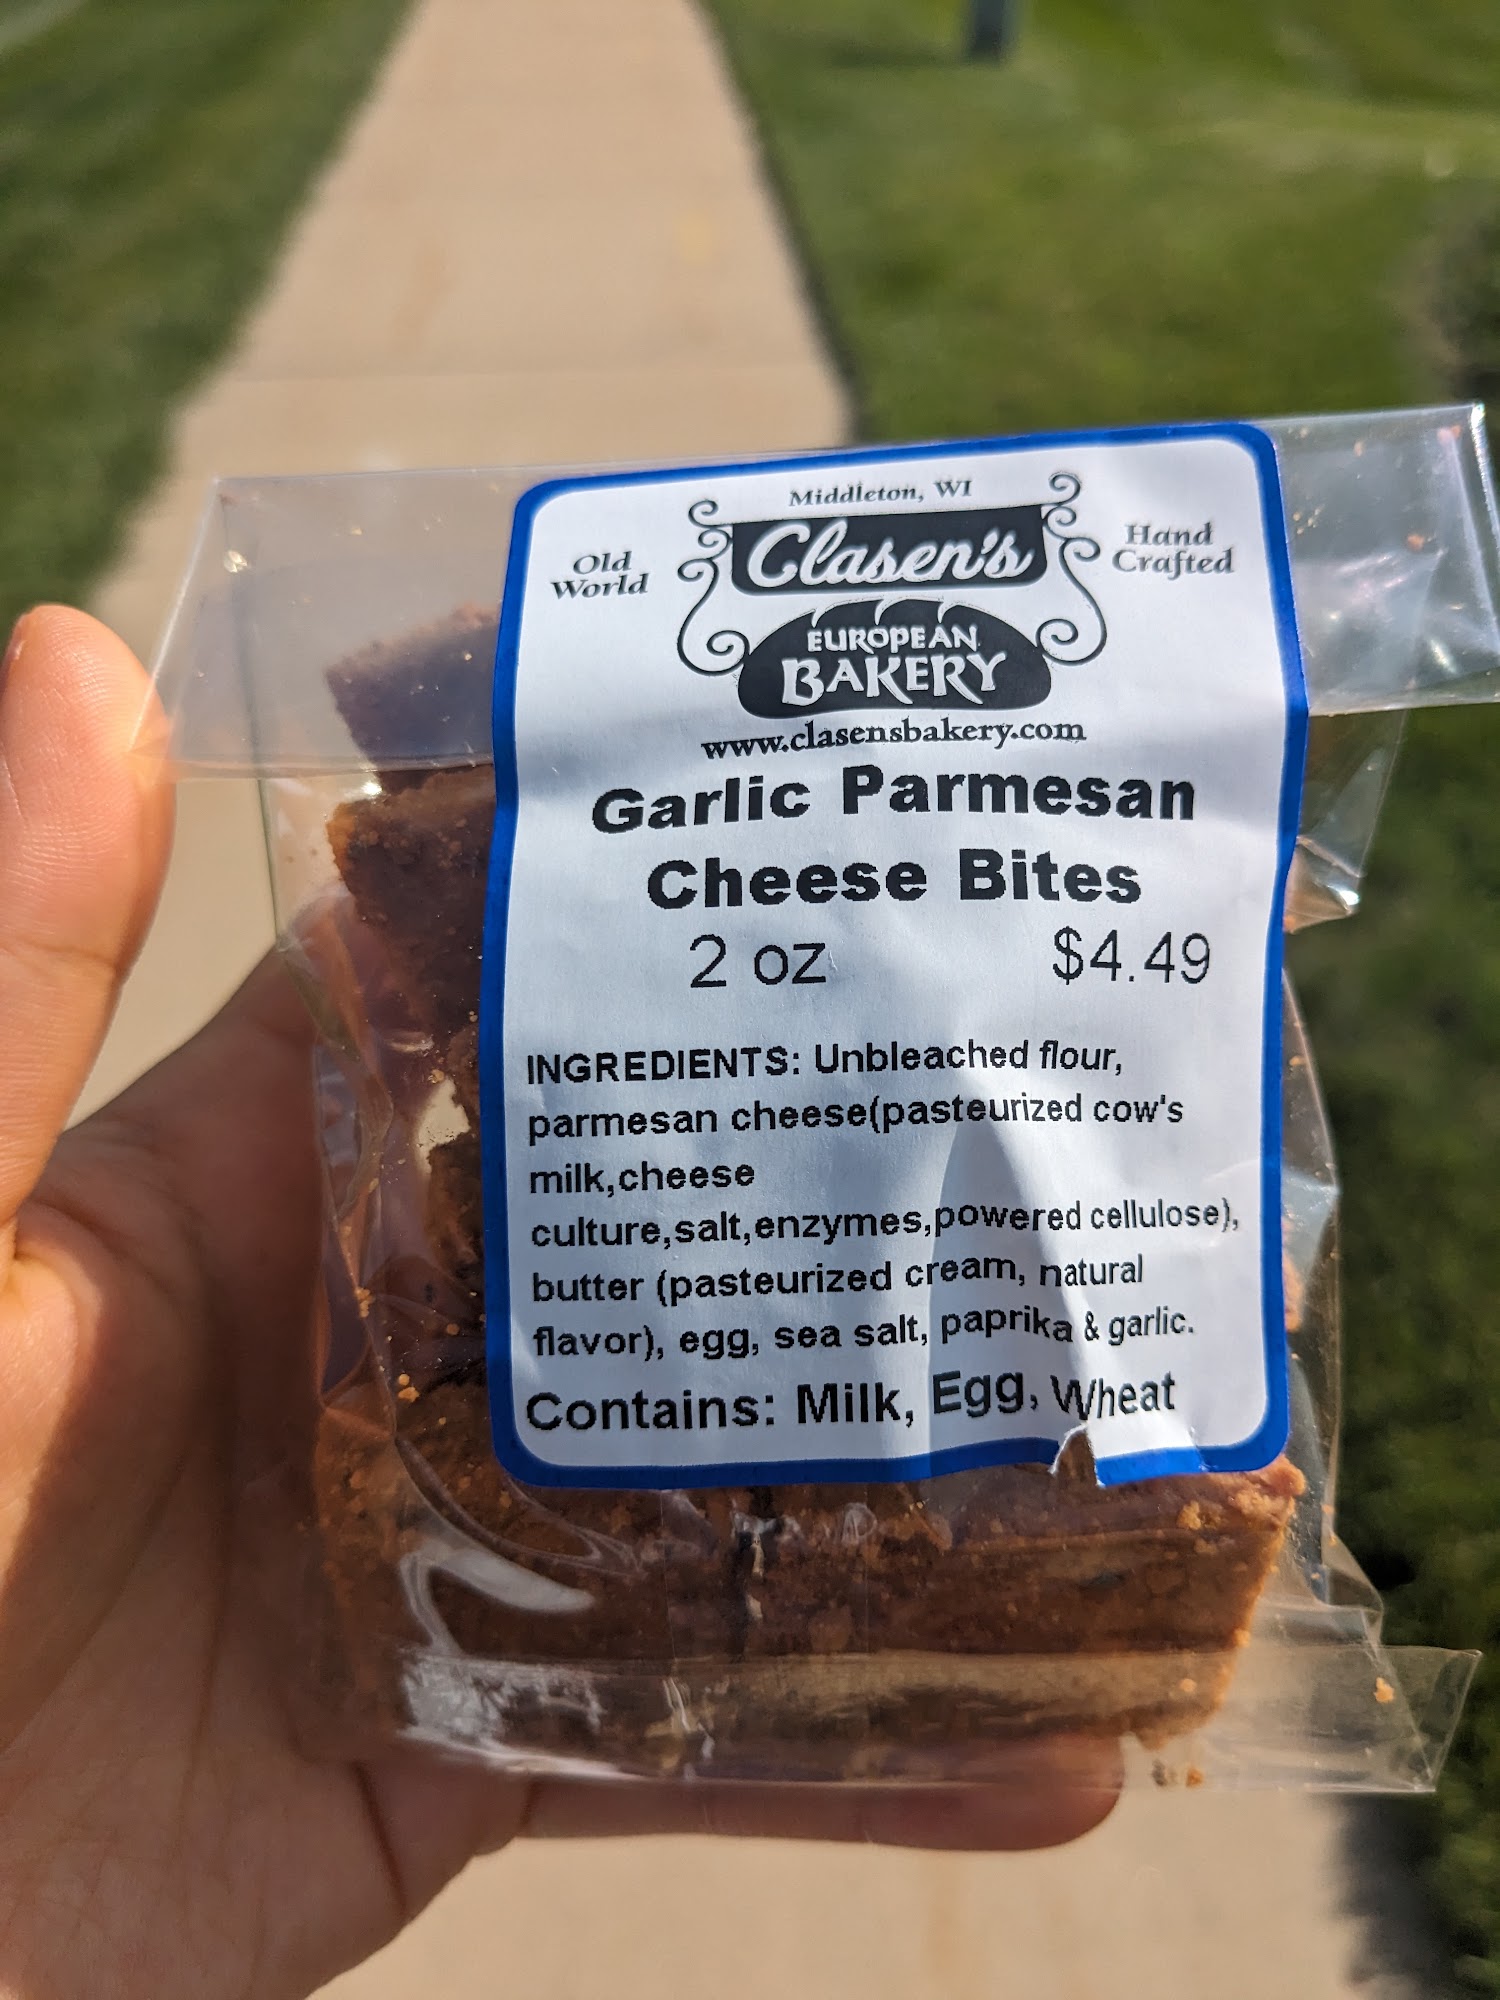 Middleton, WI
Old World
Clasen's
Hand Crafted
EUROPEAN
BAKERY
www.clasensbakery.com
Garlic Parmesan
Cheese Bites
2 oz $4.49
INGREDIENTS: Unbleached flour,
parmesan cheese(pasteurized cow's
milk,cheese
culture,salt,enzymes,powered cellulose),
butter (pasteurized cream, natural
flavor), egg, sea salt, paprika & garlic.
Contains: Milk, Egg, Wheat